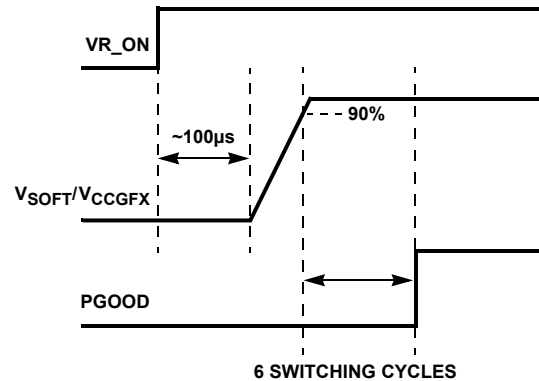 VR_ON
90%
~100µs
VSOFT/VCCGFX
PGOOD
6 SWITCHING CYCLES